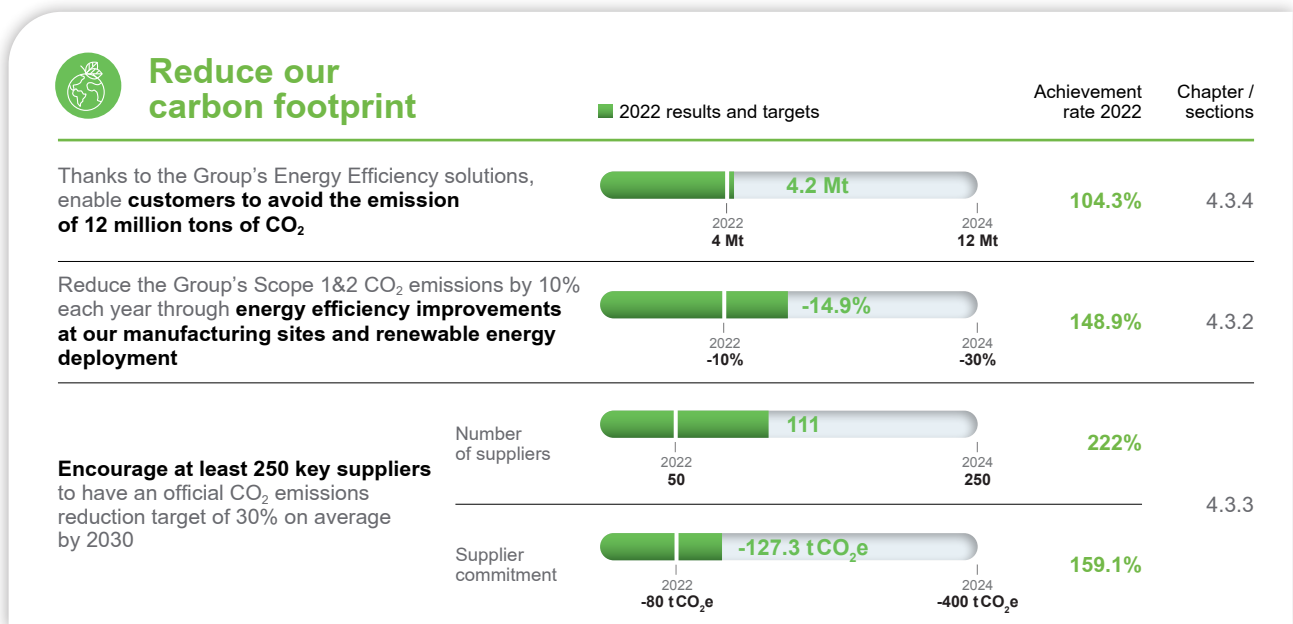 Reduce our
carbon footprint
2022 results and targets
Achievement
rate 2022
Chapter /
sections
Thanks to the Group’s Energy Efficiency solutions,
enable customers to avoid the emission
of 12 million tons of CO₂
4.2 Mt
2022
4 Mt
2024
12 Mt
104.3%
4.3.4
Reduce the Group’s Scope 1&2 CO₂ emissions by 10%
each year through energy efficiency improvements
at our manufacturing sites and renewable energy
deployment
-14.9%
2022
-10%
2024
-30%
148.9%
4.3.2
Encourage at least 250 key suppliers
to have an official CO₂ emissions
reduction target of 30% on average
by 2030
Number
of suppliers
111
2022
50
2024
250
222%
Supplier
commitment
-127.3 tCO₂e
2022
-80 tCO₂e
2024
-400 tCO₂e
159.1%
4.3.3